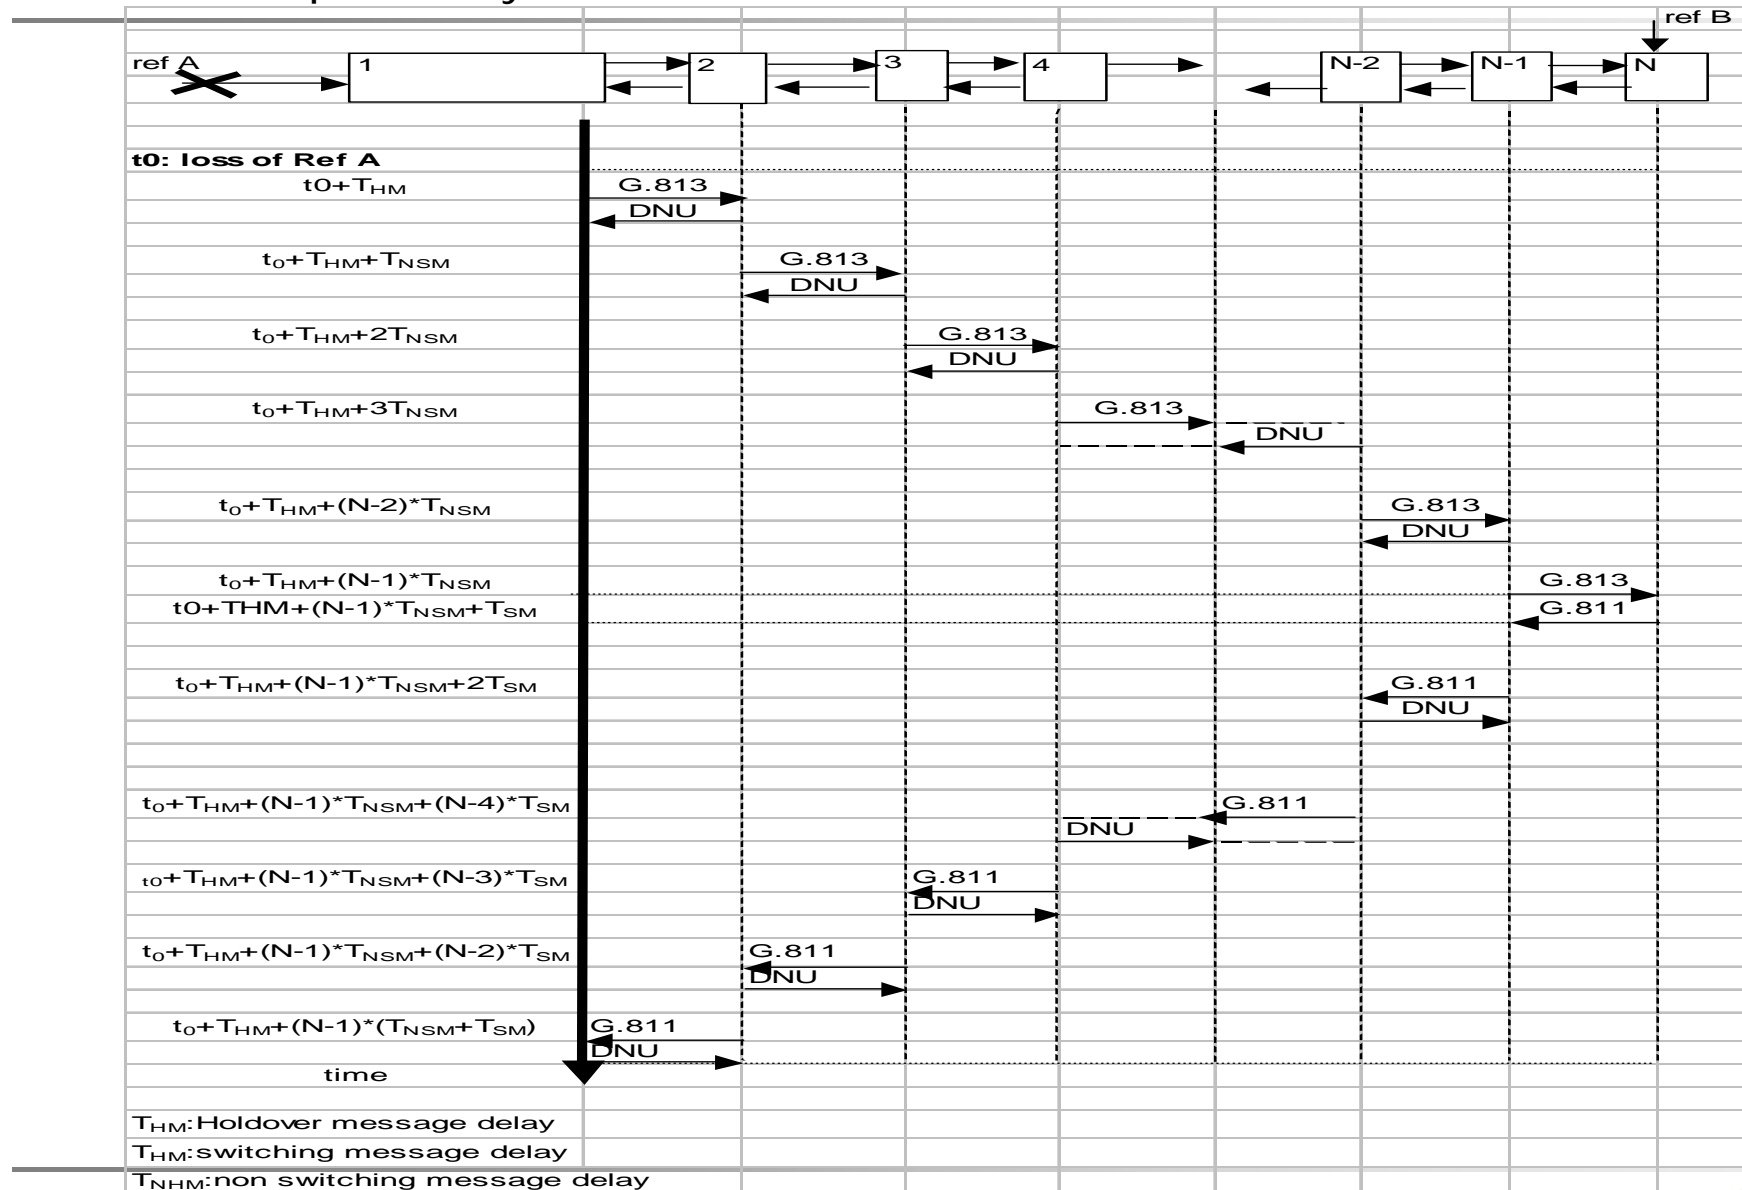 ref B
ref A
1
2
3
4
N-2
N-1
N
t0: loss of Ref A
t0+THM
G.813
DNU
t0+THM+TNSM
G.813
DNU
t0+THM+2TNSM
G.813
DNU
t0+THM+3TNSM
G.813
DNU
t0+THM+(N-2)*TNSM
G.813
DNU
t0+THM+(N-1)*TNSM
G.813
t0+THM+(N-1)*TNSM+TSM
G.811
t0+THM+(N-1)*TNSM+2TSM
G.811
DNU
t0+THM+(N-1)*TNSM+(N-4)*TSM
G.811
DNU
t0+THM+(N-1)*TNSM+(N-3)*TSM
G.811
DNU
t0+THM+(N-1)*TNSM+(N-2)*TSM
G.811
DNU
t0+THM+(N-1)*(TNSM+TSM)
G.811
DNU
time
THM:Holdover message delay
THM:switching message delay
TNHM:non switching message delay